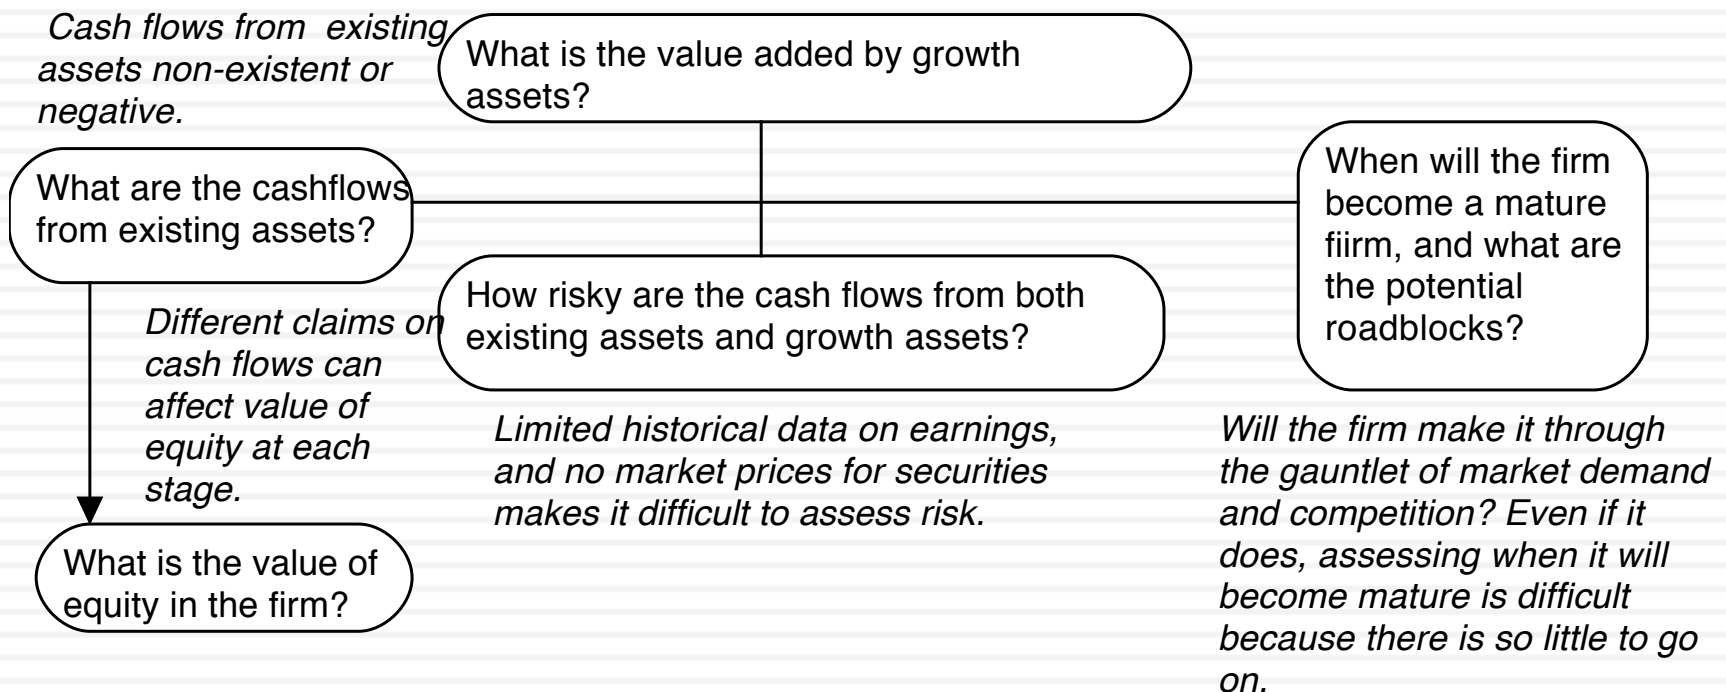 Cash flows from  existing
assets non-existent or
negative.
What is the value added by growth
assets?
What are the cashflows
from existing assets?
When will the firm
become a mature
fiirm, and what are
the potential
roadblocks?
Different claims on
cash flows can
affect value of
equity at each
stage.
How risky are the cash flows from both
existing assets and growth assets?
Limited historical data on earnings,
and no market prices for securities
makes it difficult to assess risk.
Will the firm make it through
the gauntlet of market demand
and competition? Even if it
does, assessing when it will
become mature is difficult
because there is so little to go
on.
What is the value of
equity in the firm?